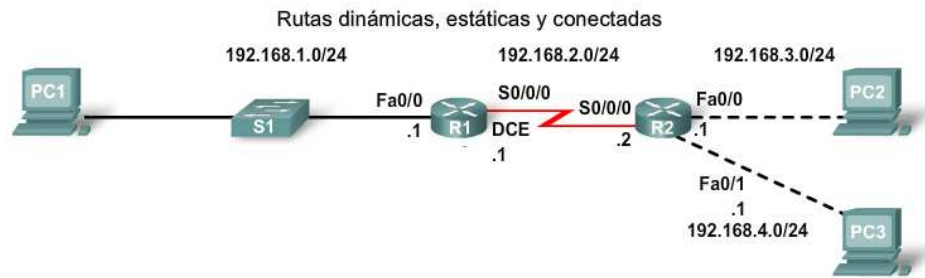 Rutas dinámicas, estáticas y conectadas
192.168.1.0/24
192.168.2.0/24
192.168.3.0/24
PC1
S1
Fa0/0
.1
R1
S0/0/0
DCE
.1
S0/0/0
.2
R2
Fa0/0
.1
PC2
Fa0/1
.1
192.168.4.0/24
PC3